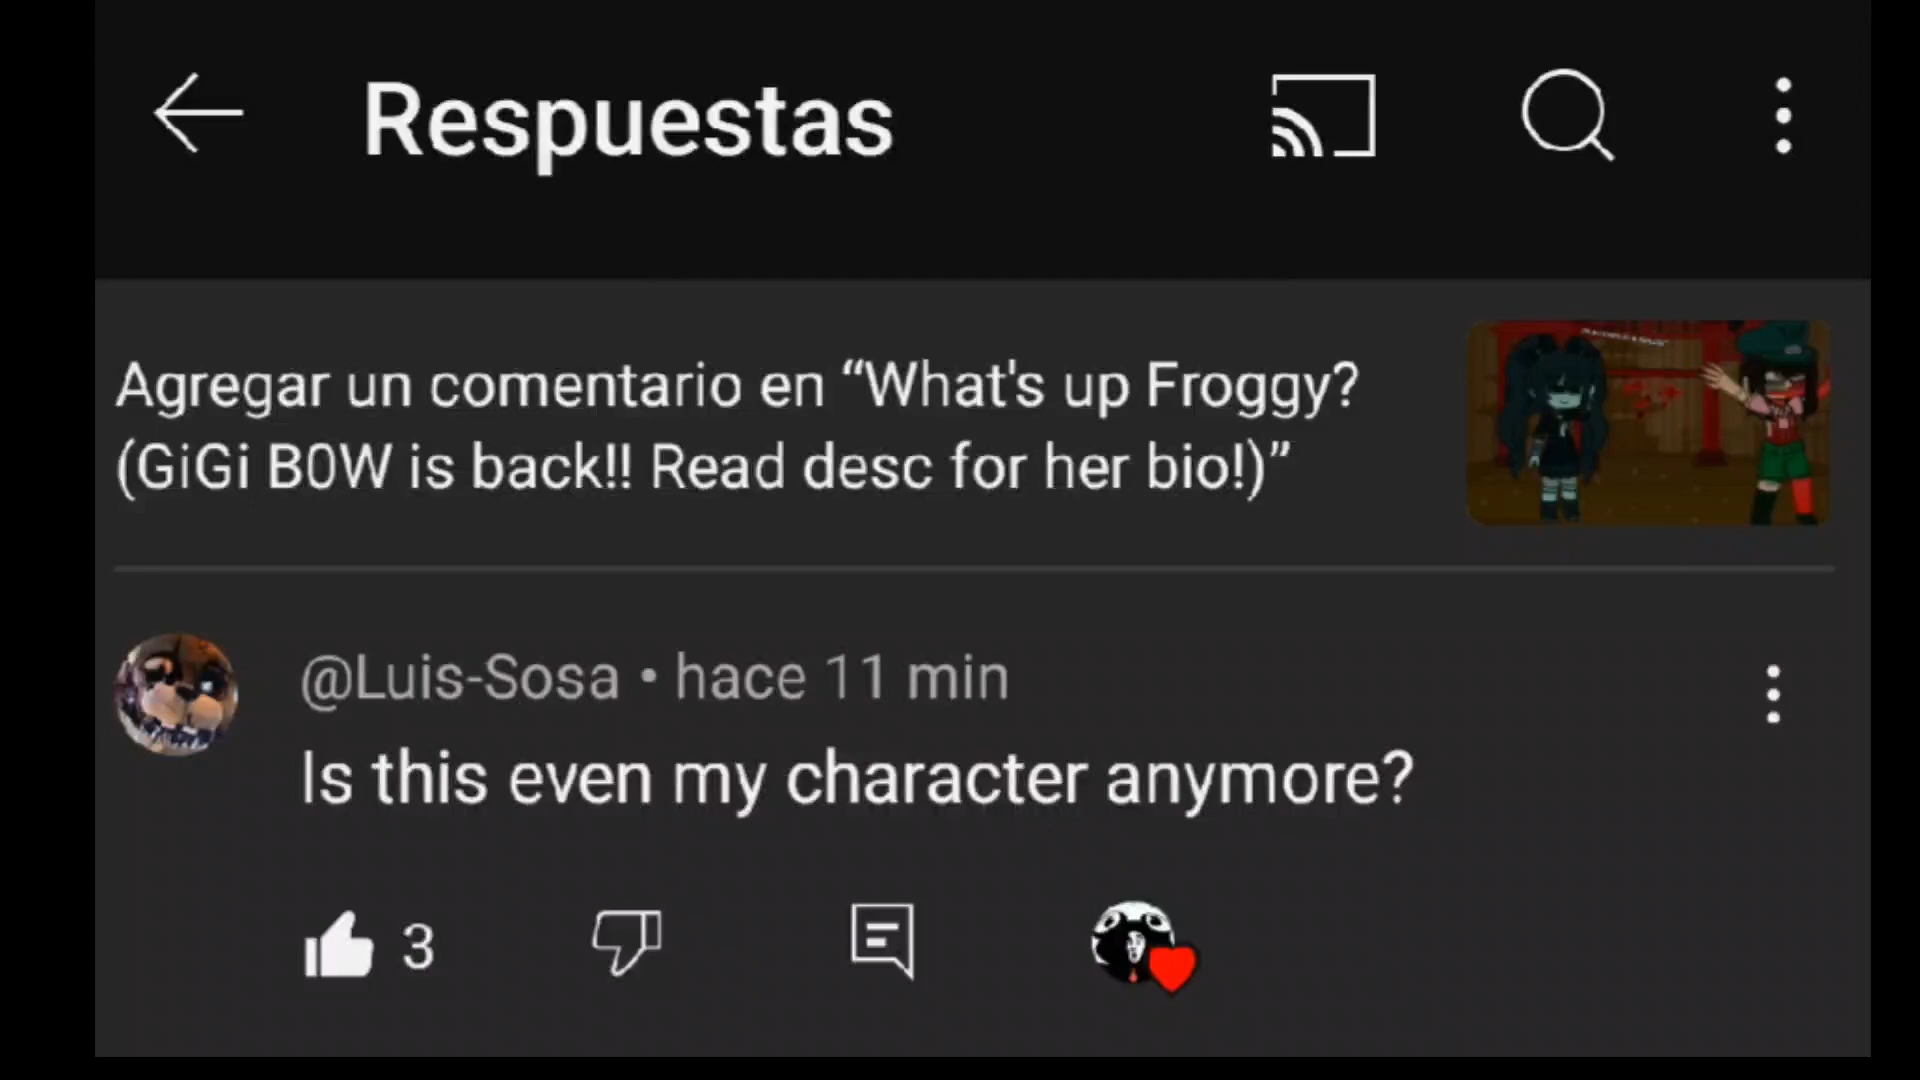 Respuestas
Agregar un comentario en “What's up Froggy?
(GiGi B0W is back!! Read desc for her bio!)”
@Luis-Sosa • hace 11 min
Is this even my character anymore?
3